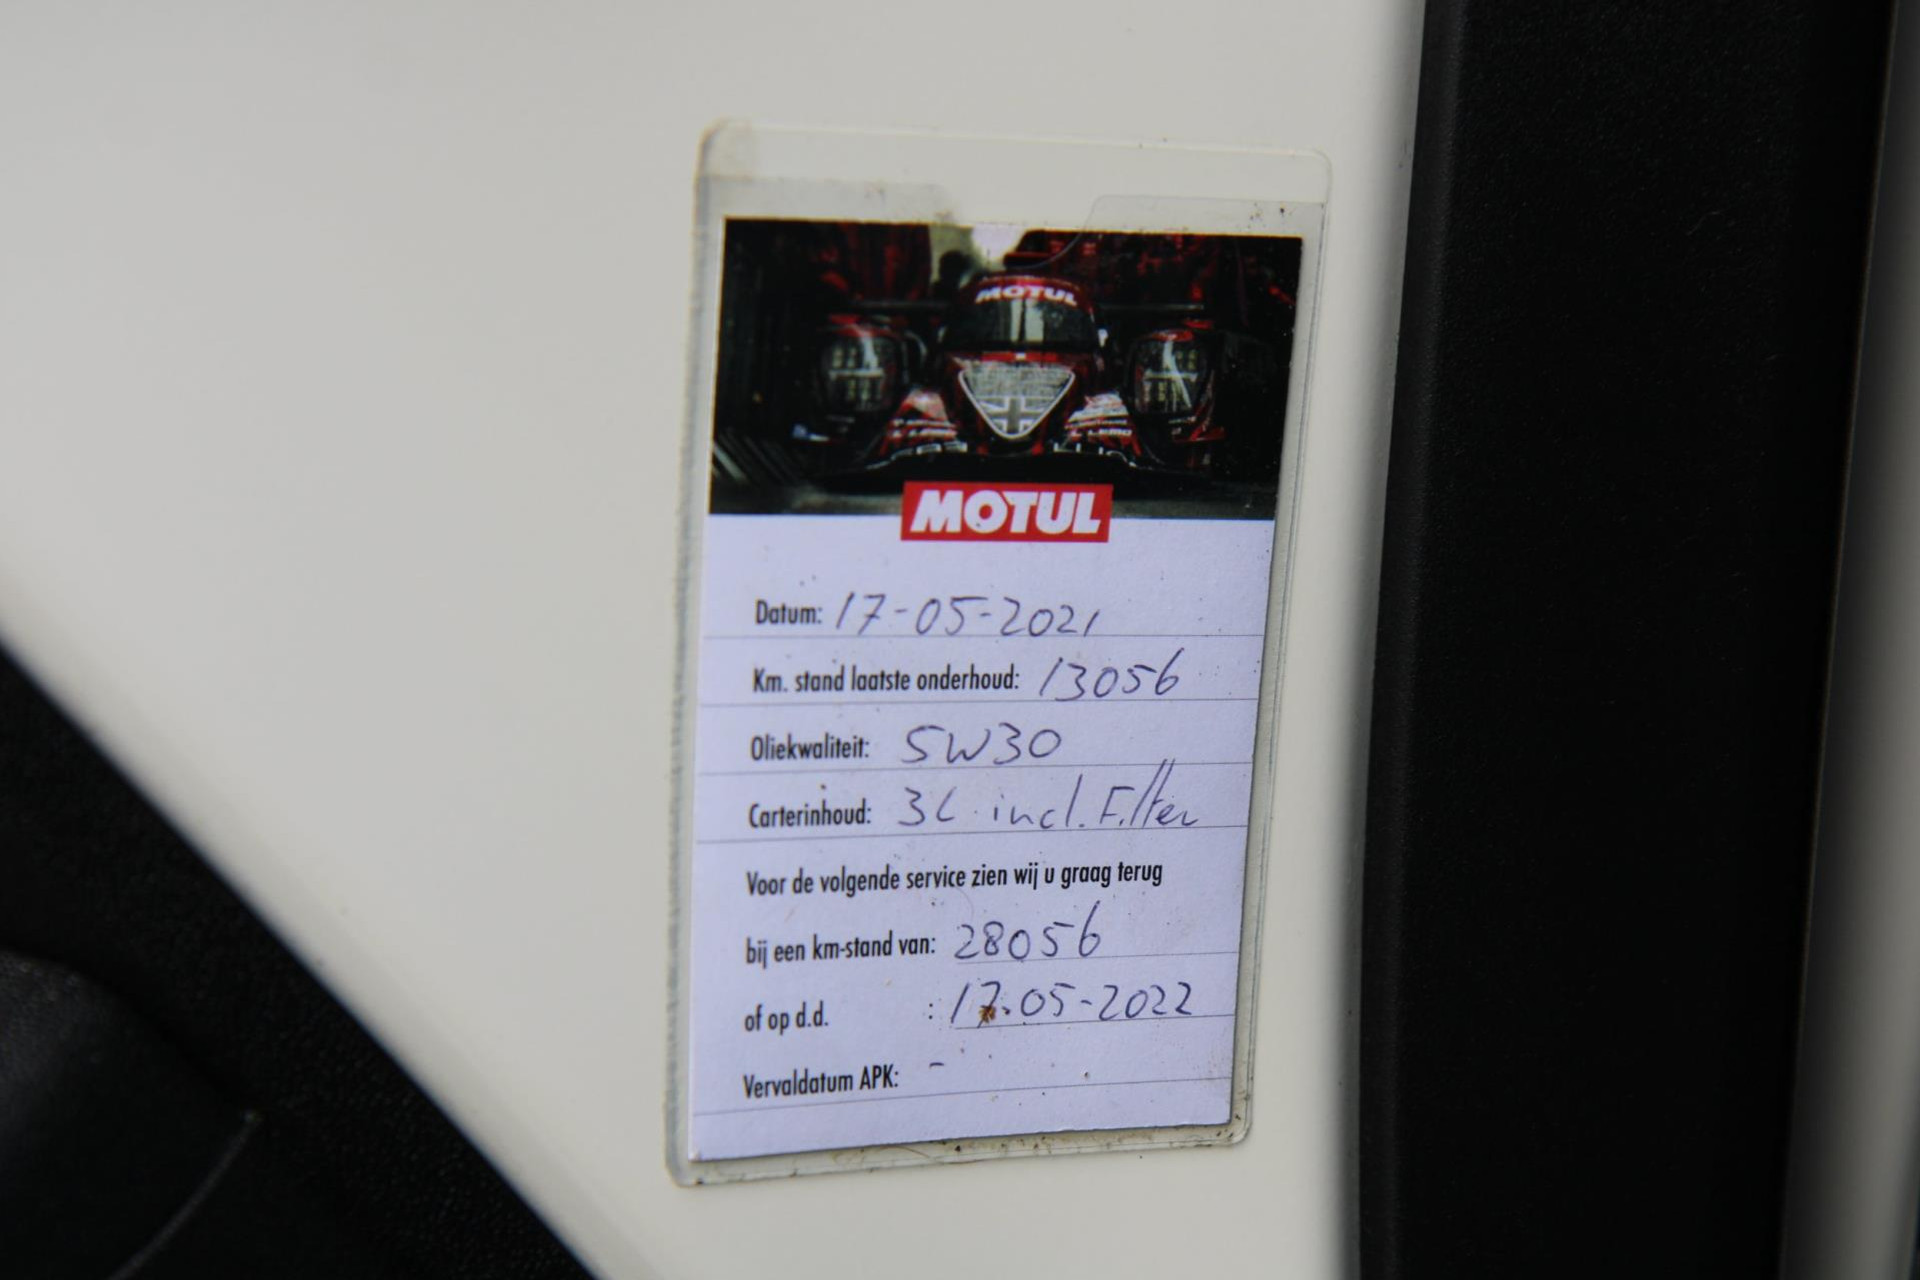 MOTUL
LEMO
LEMO
MOTUL
Datum: 17-05-2021
Km. stand laatste onderhoud: 13056
Oliekwaliteit: 5W30
Carterinhoud: 3L incl. Filter
Voor de volgende service zien wij u graag terug
bij een km-stand van: 28056
of op d.d. : 17-05-2022
Vervaldatum APK: -